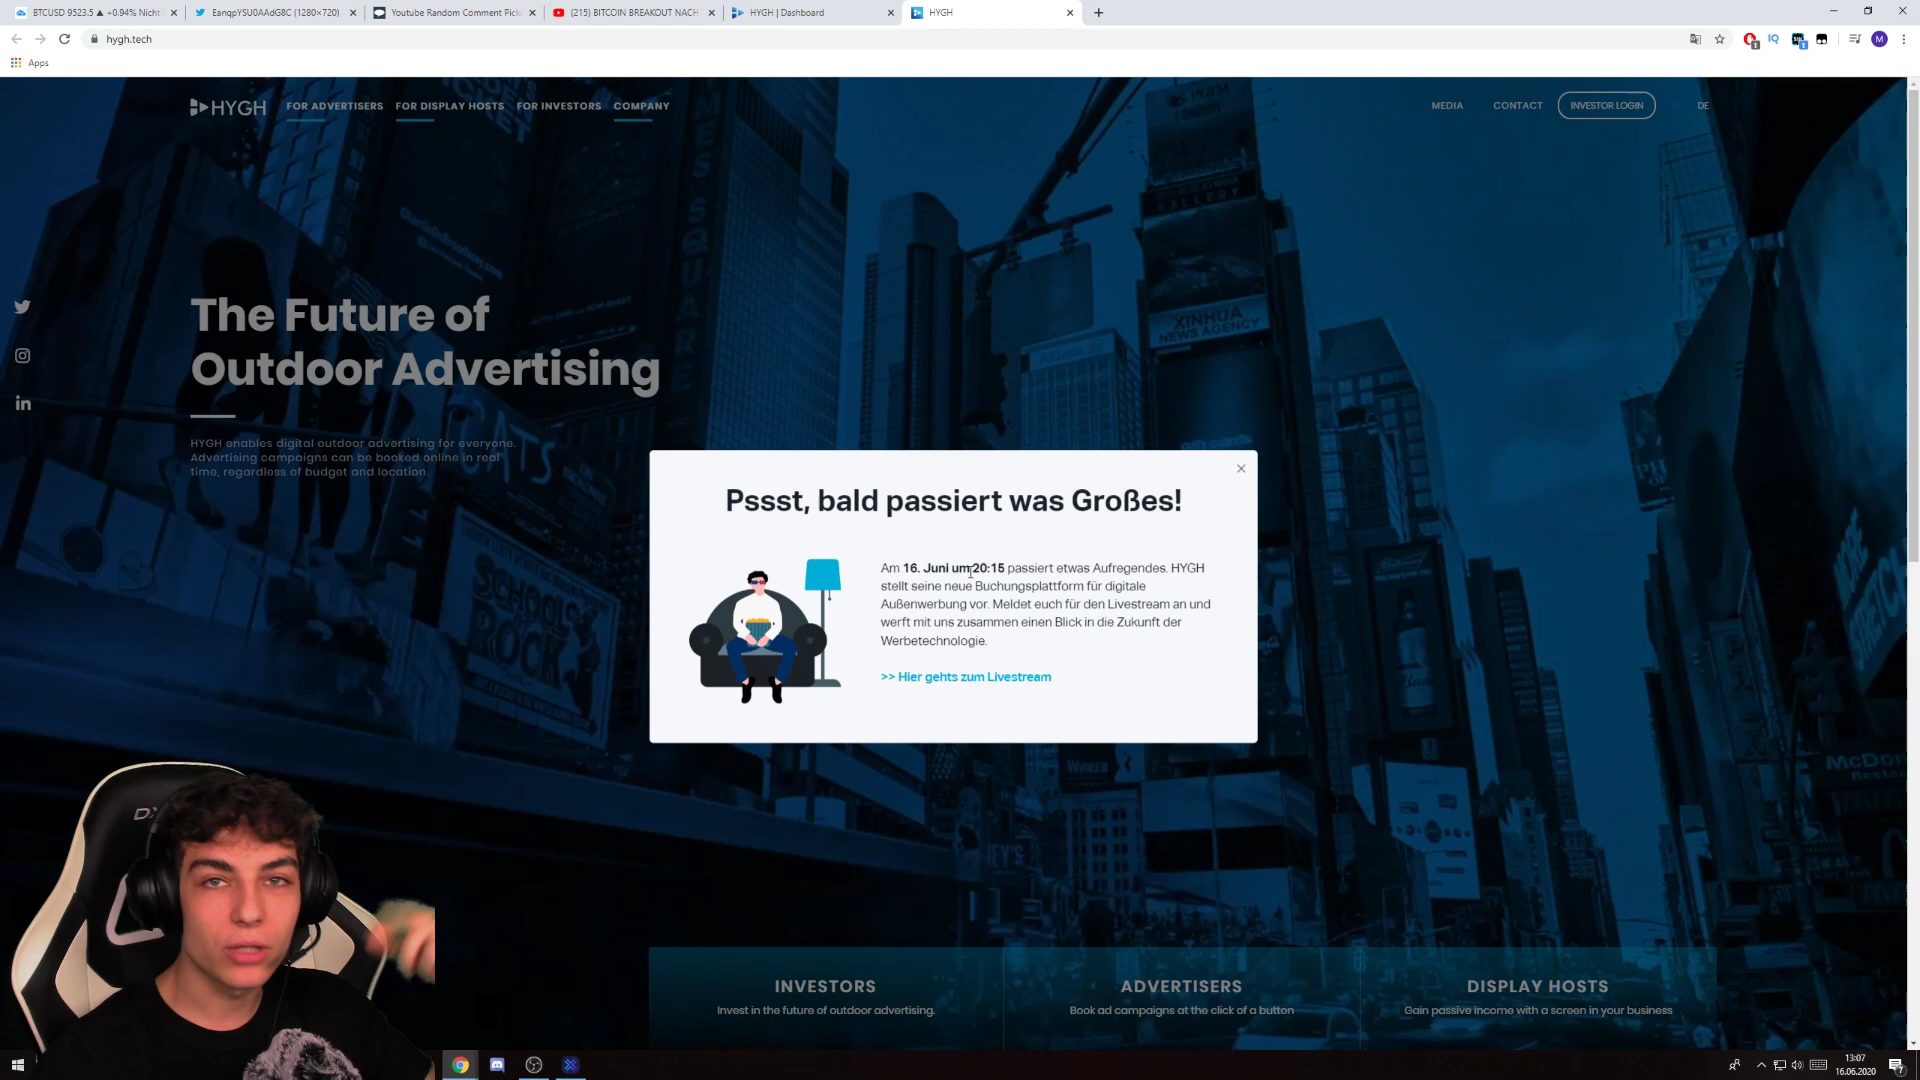 BTCUSD 9523.5 ▲ +0.94% Nicht
EanqpYSU0AAdG8C (1280×720)
Youtube Random Comment Pick
(215) BITCOIN BREAKOUT NACH
HYGH | Dashboard
HYGH
hygh.tech
Apps
HYGH
FOR ADVERTISERS
FOR DISPLAY HOSTS
FOR INVESTORS
COMPANY
MEDIA
CONTACT
INVESTOR LOGIN
DE
The Future of
Outdoor Advertising
HYGH enables digital outdoor advertising for everyone.
Advertising campaigns can be booked online in real
time, regardless of budget and location.
XINHUA
NEWS AGENCY
SCHOOL OF
ROCK
Pssst, bald passiert was Großes!
Am 16. Juni um 20:15 passiert etwas Aufregendes. HYGH
stellt seine neue Buchungsplattform für digitale
Außenwerbung vor. Meldet euch für den Livestream an und
werft mit uns zusammen einen Blick in die Zukunft der
Werbetechnologie.
>> Hier gehts zum Livestream
INVESTORS
Invest in the future of outdoor advertising.
ADVERTISERS
Book ad campaigns at the click of a button
DISPLAY HOSTS
Gain passive income with a screen in your business
13:07
16.06.2020